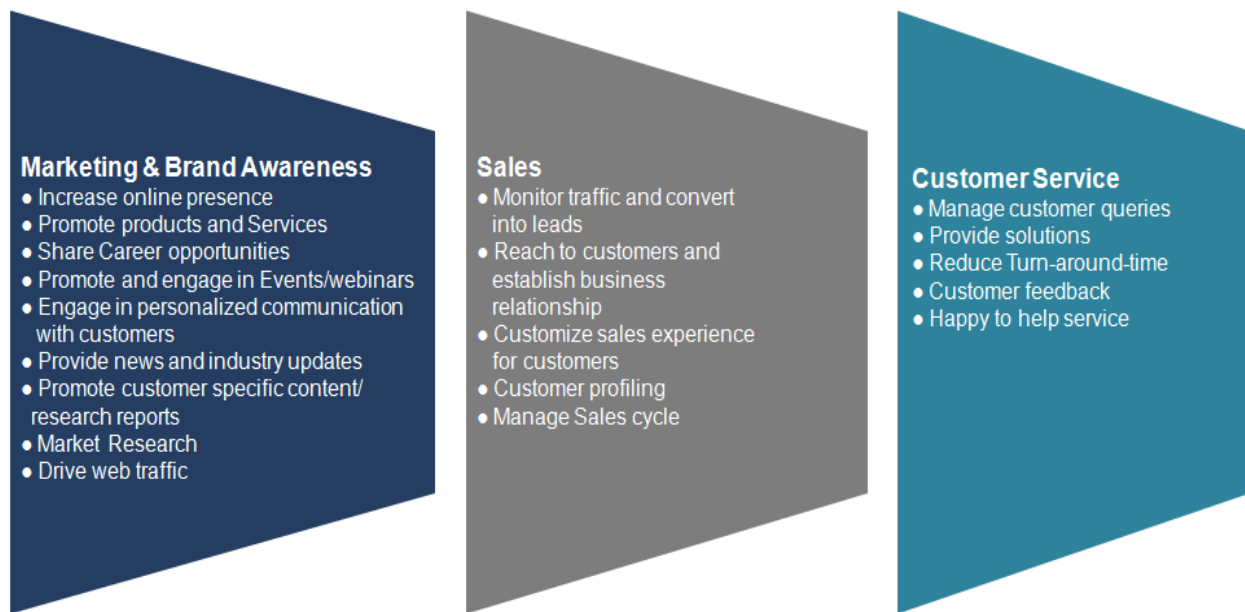 Marketing & Brand Awareness
● Increase online presence
● Promote products and Services
● Share Career opportunities
● Promote and engage in Events/webinars
● Engage in personalized communication
with customers
● Provide news and industry updates
● Promote customer specific content/
research reports
● Market Research
● Drive web traffic
Sales
● Monitor traffic and convert
into leads
● Reach to customers and
establish business
relationship
● Customize sales experience
for customers
● Customer profiling
● Manage Sales cycle
Customer Service
● Manage customer queries
● Provide solutions
● Reduce Turn-around-time
● Customer feedback
● Happy to help service